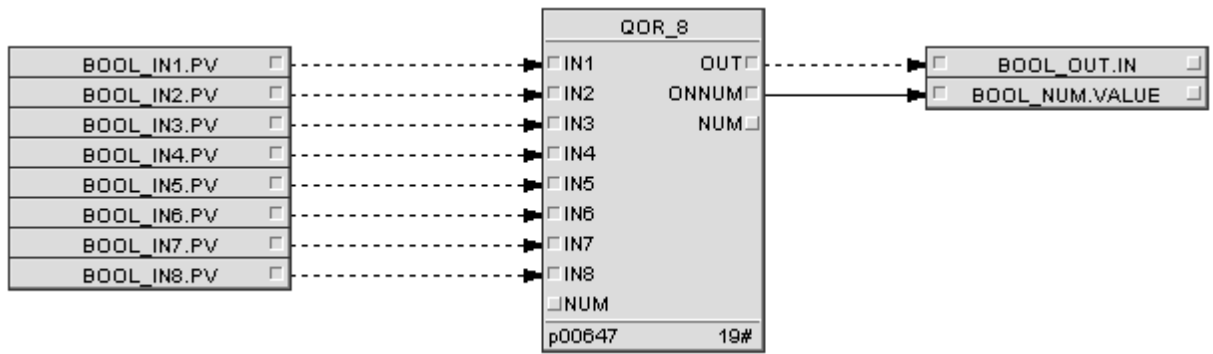 QOR_8
BOOL_IN1.PV IN1 OUT BOOL_OUT.IN
BOOL_IN2.PV IN2 ONNUM BOOL_NUM.VALUE
BOOL_IN3.PV IN3 NUM
BOOL_IN4.PV IN4
BOOL_IN5.PV IN5
BOOL_IN6.PV IN6
BOOL_IN7.PV IN7
BOOL_IN8.PV IN8
NUM
p00647 19#